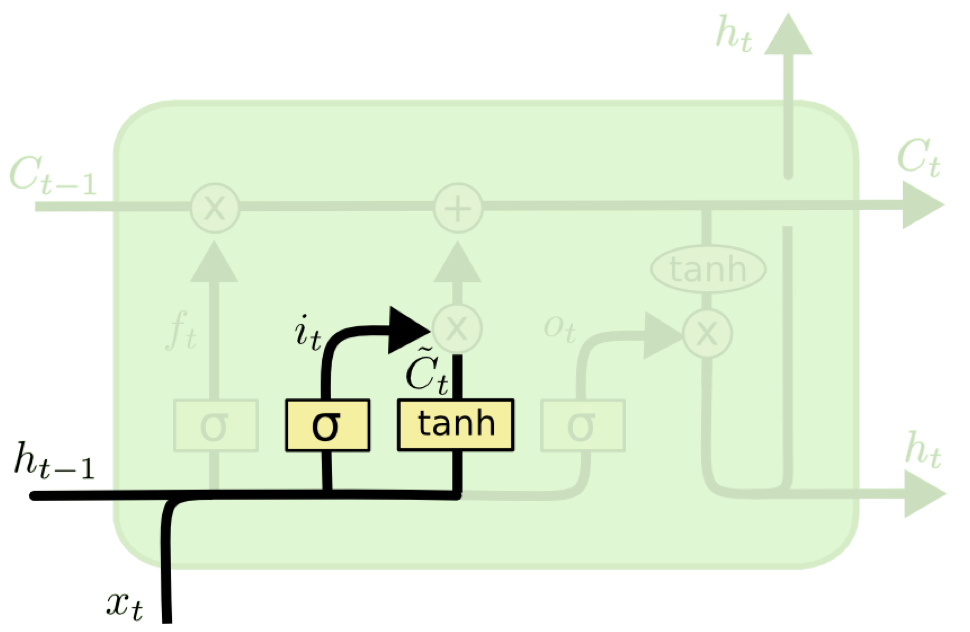 h_t
C_{t-1}
C_t
x
+
tanh
f_t
i_t
x
o_t
x
C̃_t
σ
σ
tanh
σ
h_{t-1}
h_t
x_t